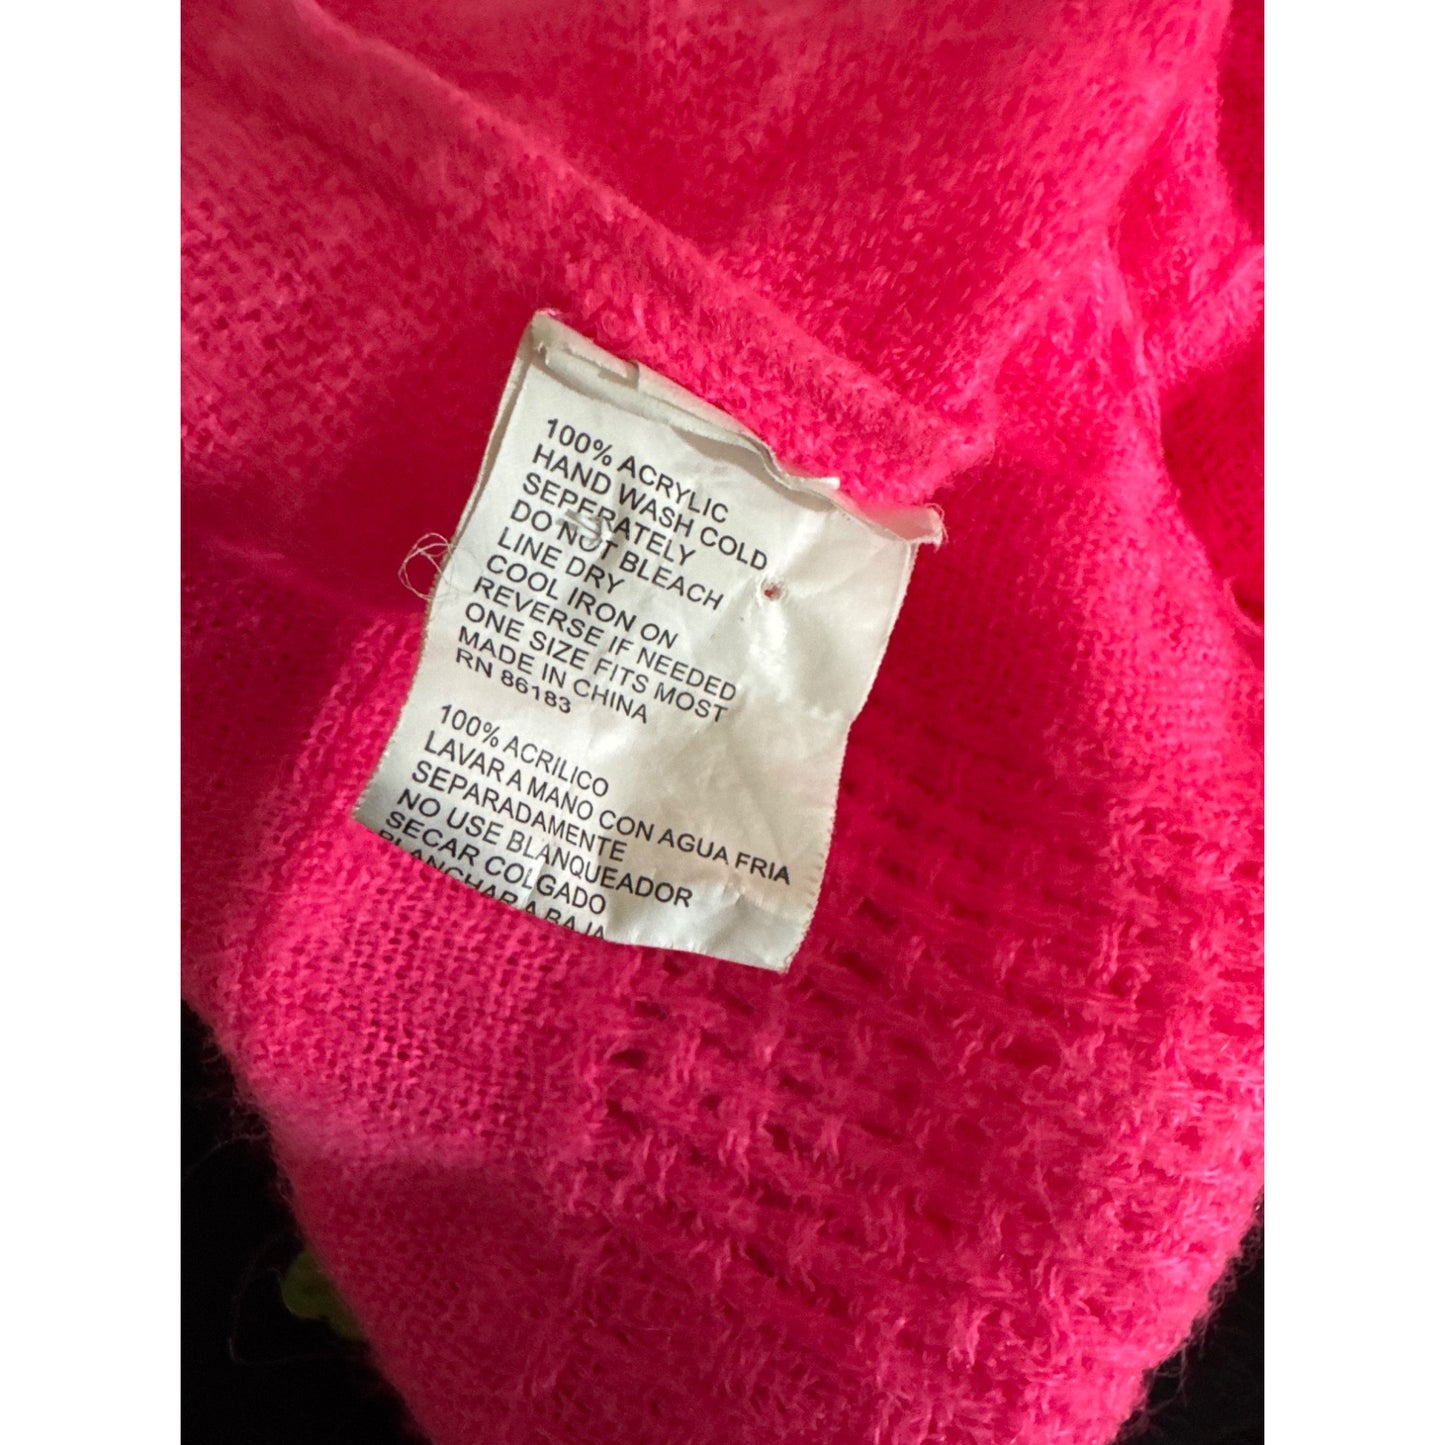 100% ACRYLIC
HAND WASH COLD
SEPERATELY
DO NOT BLEACH
LINE DRY
COOL IRON ON
REVERSE IF NEEDED
ONE SIZE FITS MOST
MADE IN CHINA
RN 86183
100% ACRILICO
LAVAR A MANO CON AGUA FRIA
SEPARADAMENTE
NO USE BLANQUEADOR
SECAR COLGADO
PLANCHAR A BAJA